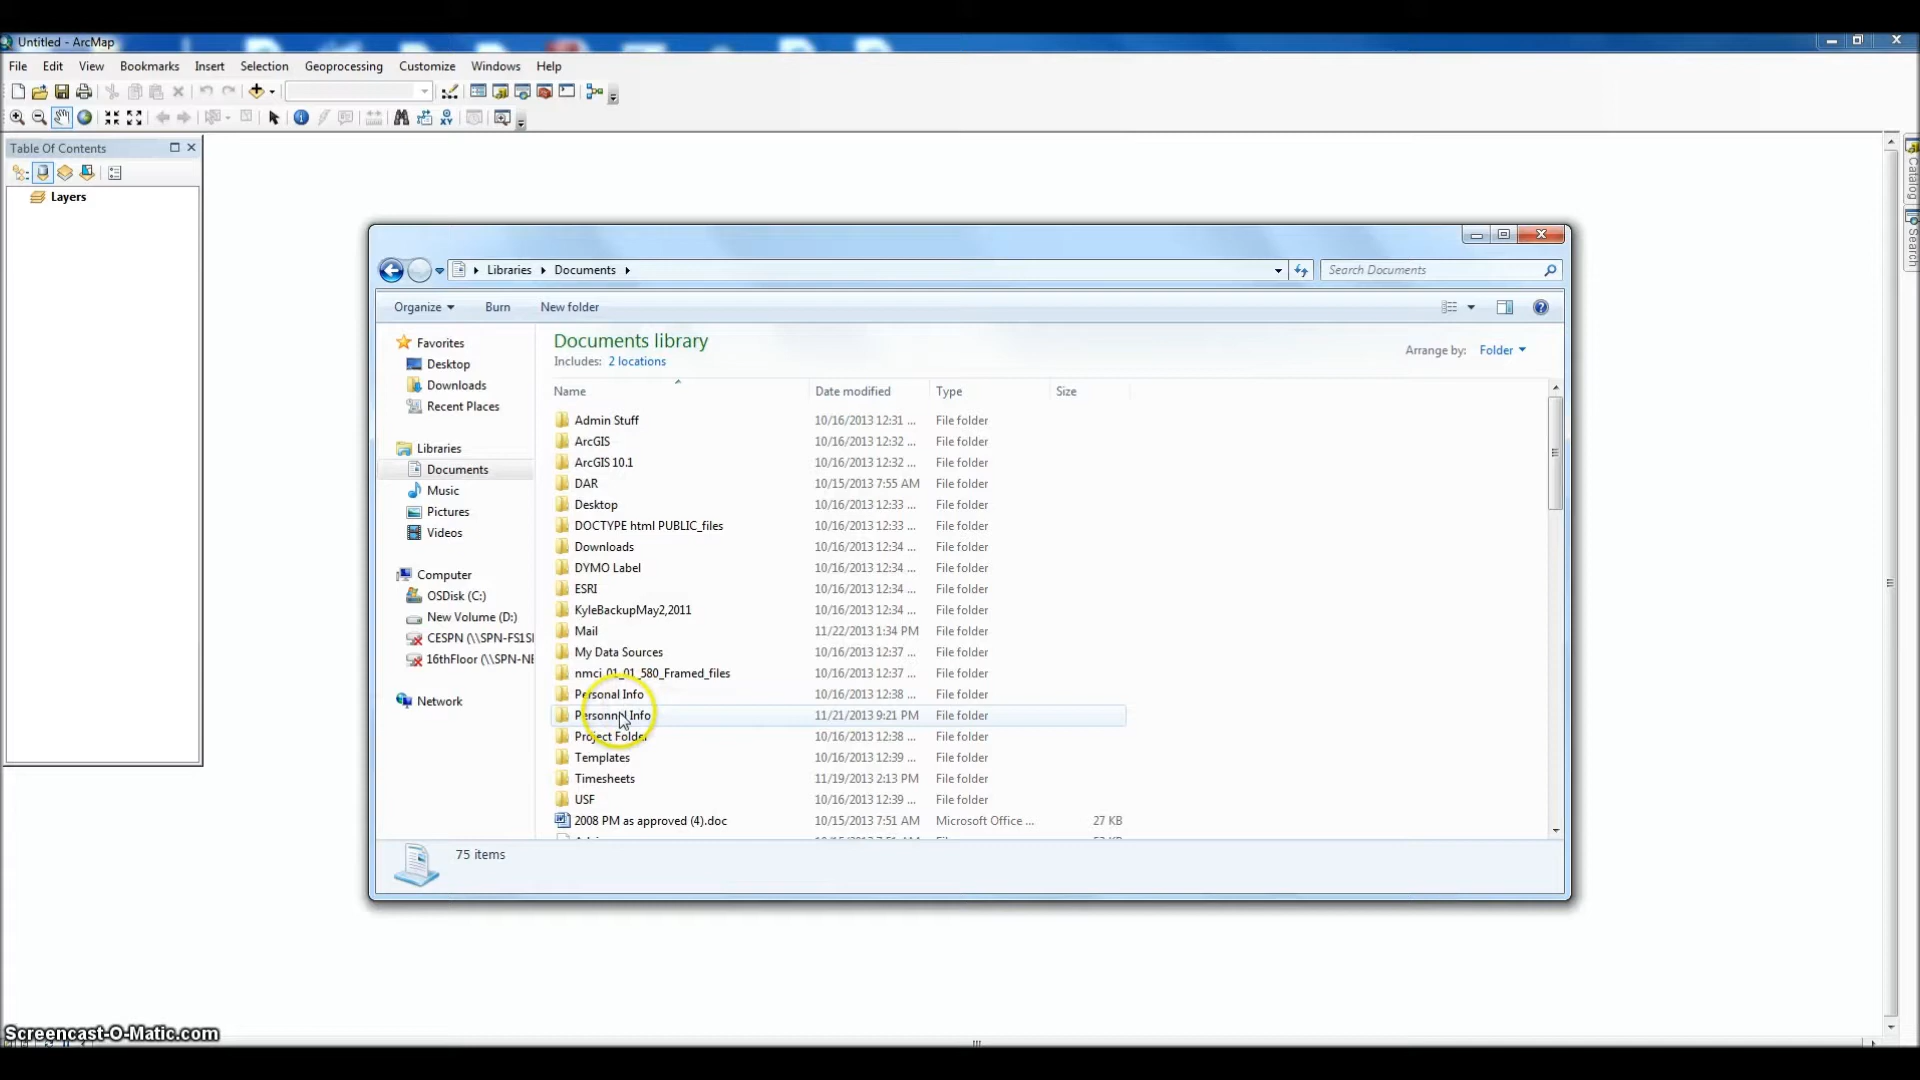 Untitled - ArcMap
File Edit View Bookmarks Insert Selection Geoprocessing Customize Windows Help
Table Of Contents
Layers
Catalog
Search
Libraries Documents
Search Documents
Organize Burn New folder
Favorites
Desktop
Downloads
Recent Places
Libraries
Documents
Music
Pictures
Videos
Computer
OSDisk (C:)
New Volume (D:)
CESPN (\\SPN-FS1S
16thFloor (\\SPN-NE
Network
Documents library
Includes: 2 locations
Arrange by: Folder
Name Date modified Type Size
Admin Stuff 10/16/2013 12:31 ... File folder
ArcGIS 10/16/2013 12:32 ... File folder
ArcGIS 10.1 10/16/2013 12:32 ... File folder
DAR 10/15/2013 7:55 AM File folder
Desktop 10/16/2013 12:33 ... File folder
DOCTYPE html PUBLIC_files 10/16/2013 12:33 ... File folder
Downloads 10/16/2013 12:34 ... File folder
DYMO Label 10/16/2013 12:34 ... File folder
ESRI 10/16/2013 12:34 ... File folder
KyleBackupMay2,2011 10/16/2013 12:34 ... File folder
Mail 11/22/2013 1:34 PM File folder
My Data Sources 10/16/2013 12:37 ... File folder
nmci_01_01_580_Framed_files 10/16/2013 12:37 ... File folder
Personal Info 10/16/2013 12:38 ... File folder
Personnel Info 11/21/2013 9:21 PM File folder
Project Folder 10/16/2013 12:38 ... File folder
Templates 10/16/2013 12:39 ... File folder
Timesheets 11/19/2013 2:13 PM File folder
USF 10/16/2013 12:39 ... File folder
2008 PM as approved (4).doc 10/15/2013 7:51 AM Microsoft Office ... 27 KB
75 items
Screencast-O-Matic.com